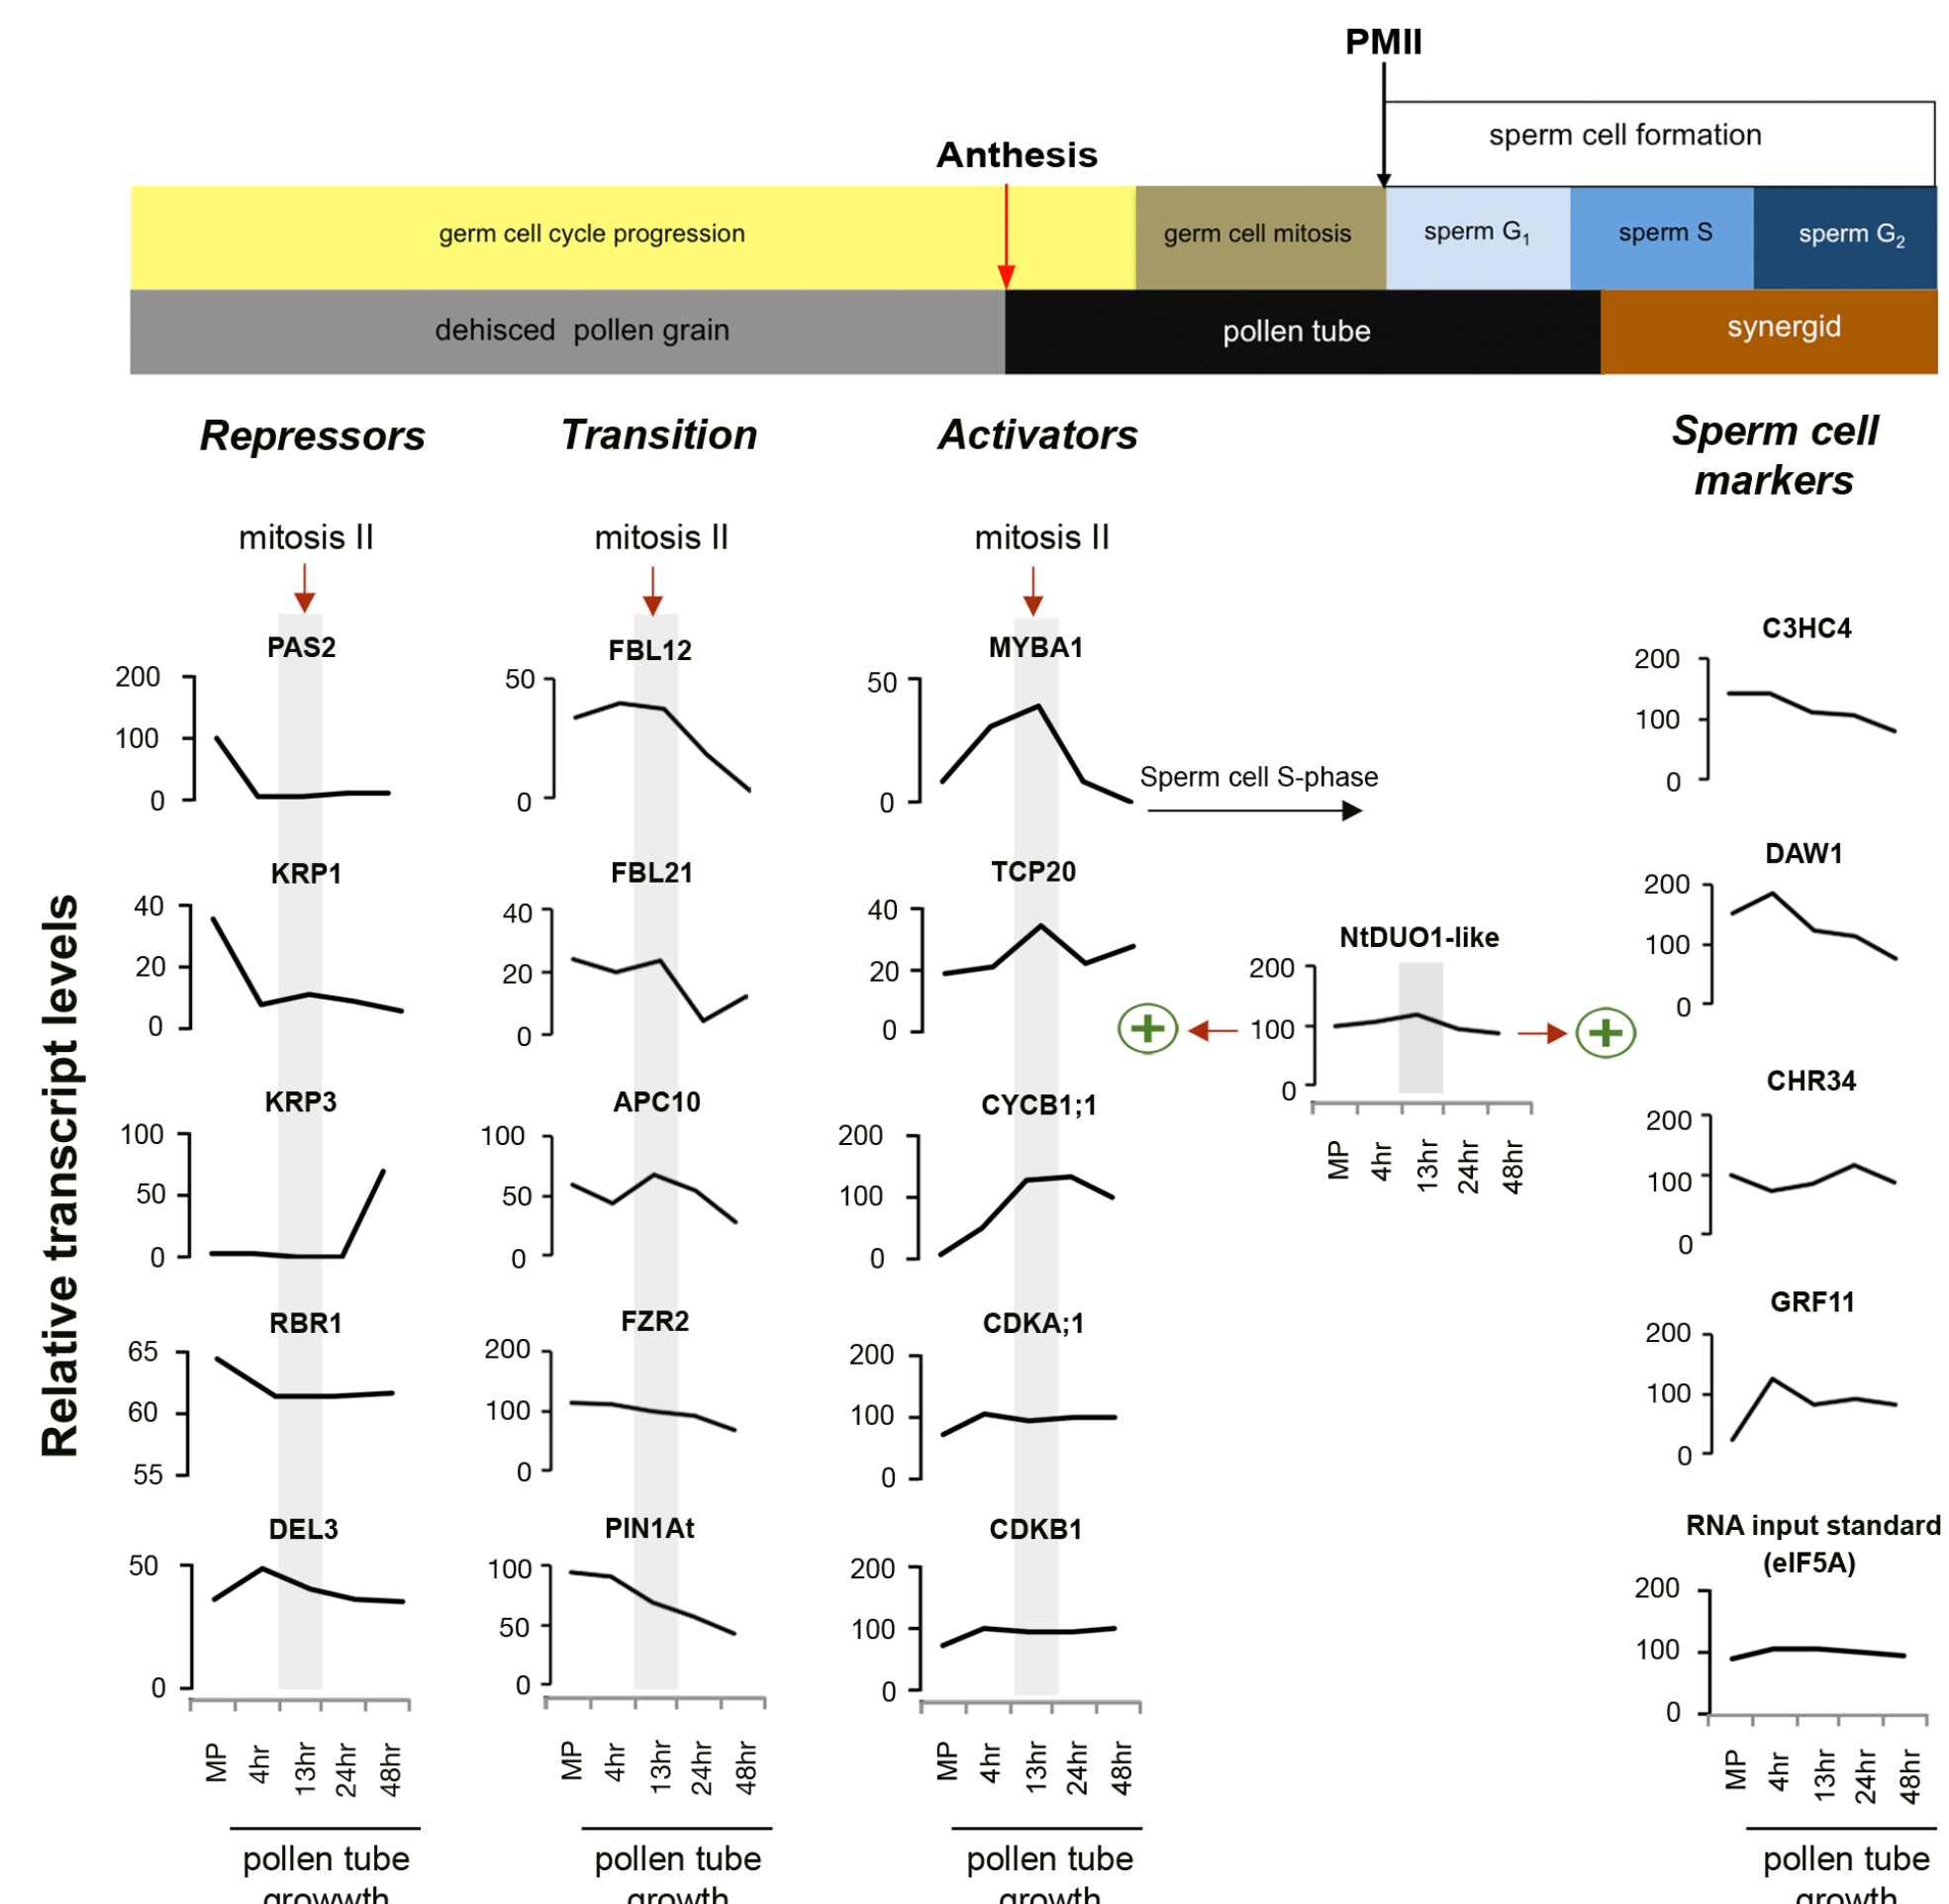 PMII
sperm cell formation
Anthesis
germ cell cycle progression
germ cell mitosis
sperm G1
sperm S
sperm G2
dehisced pollen grain
pollen tube
synergid
Repressors
Transition
Activators
Sperm cell
markers
mitosis II
mitosis II
mitosis II
Relative transcript levels
PAS2
200
100
0
KRP1
40
20
0
KRP3
100
50
0
RBR1
65
60
55
DEL3
50
0
MP
4hr
13hr
24hr
48hr
pollen tube
growwth
FBL12
50
0
FBL21
40
20
0
APC10
100
50
0
FZR2
200
100
0
PIN1At
100
50
0
MP
4hr
13hr
24hr
48hr
pollen tube
growth
MYBA1
50
0
Sperm cell S-phase
TCP20
40
20
0
CYCB1;1
200
100
0
CDKA;1
200
100
0
CDKB1
200
100
0
MP
4hr
13hr
24hr
48hr
pollen tube
growth
NtDUO1-like
200
100
0
MP
4hr
13hr
24hr
48hr
C3HC4
200
100
0
DAW1
200
100
0
CHR34
200
100
0
GRF11
200
100
0
RNA input standard
(eIF5A)
200
100
0
MP
4hr
13hr
24hr
48hr
pollen tube
growth